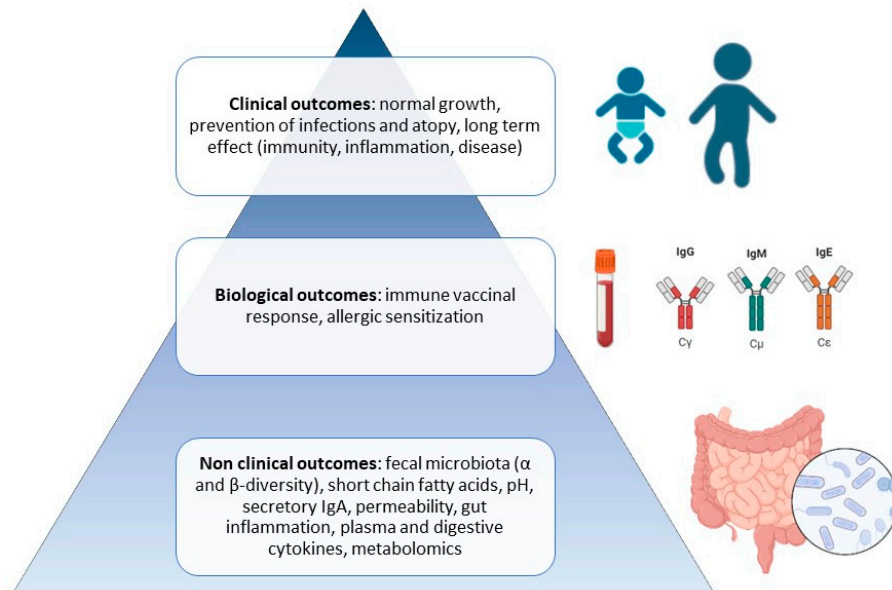 Clinical outcomes: normal growth,
prevention of infections and atopy, long term
effect (immunity, inflammation, disease)
Biological outcomes: immune vaccinal
response, allergic sensitization
IgG IgM IgE
Cγ Cμ Cε
Non clinical outcomes: fecal microbiota (α
and β-diversity), short chain fatty acids, pH,
secretory IgA, permeability, gut
inflammation, plasma and digestive
cytokines, metabolomics